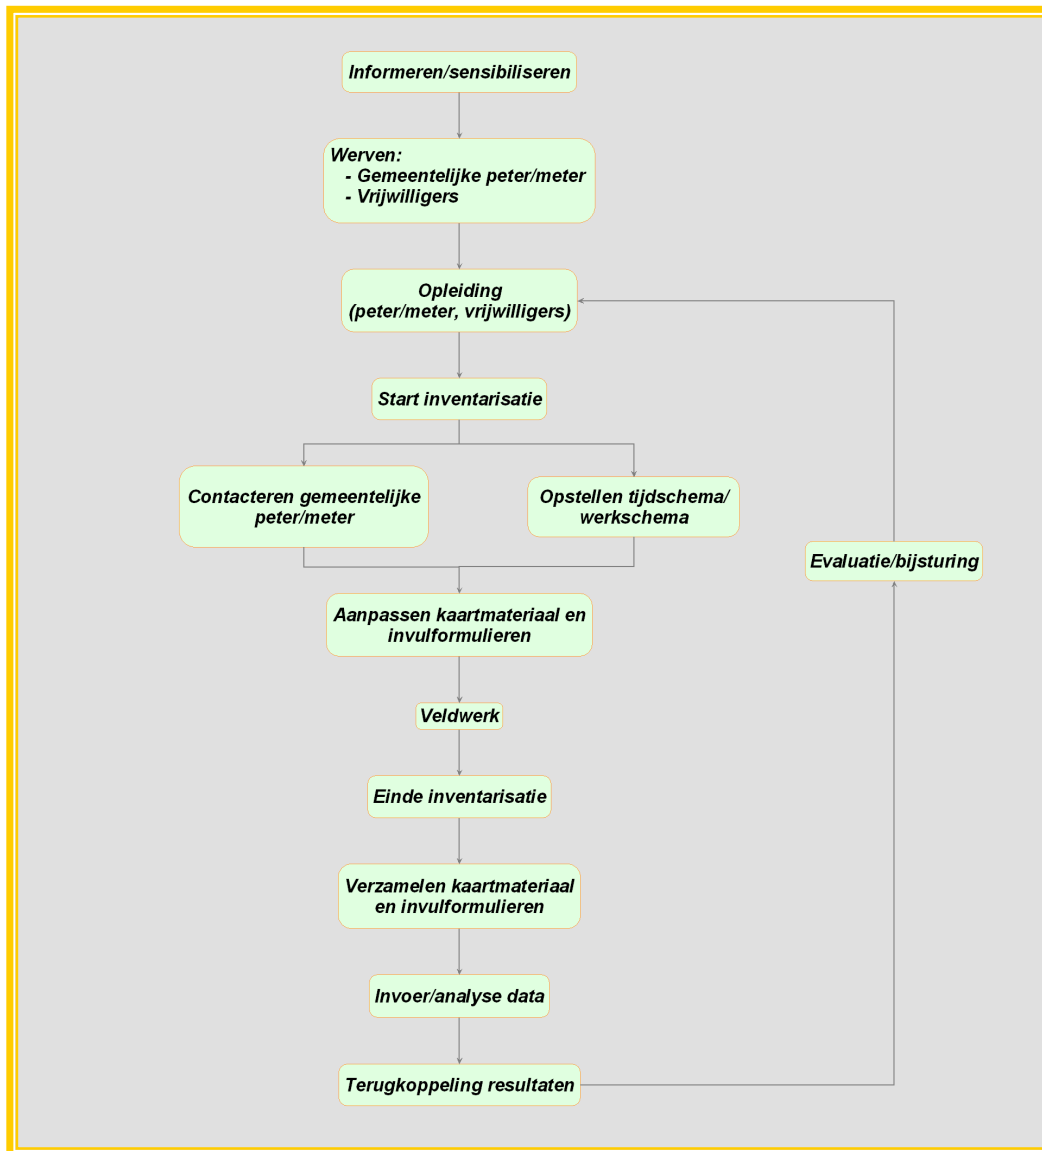 Informeren/sensibiliseren
Werven:
- Gemeentelijke peter/meter
- Vrijwilligers
Opleiding
(peter/meter, vrijwilligers)
Start inventarisatie
Contacteren gemeentelijke
peter/meter
Opstellen tijdschema/
werkschema
Evaluatie/bijsturing
Aanpassen kaartmateriaal en
invulformulieren
Veldwerk
Einde inventarisatie
Verzamelen kaartmateriaal
en invulformulieren
Invoer/analyse data
Terugkoppeling resultaten